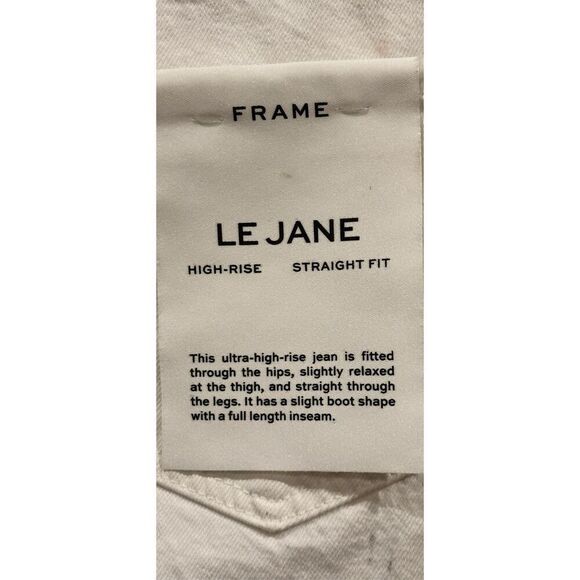 FRAME
LE JANE
HIGH-RISE STRAIGHT FIT
This ultra-high-rise jean is fitted
through the hips, slightly relaxed
at the thigh, and straight through
the legs. It has a slight boot shape
with a full length inseam.